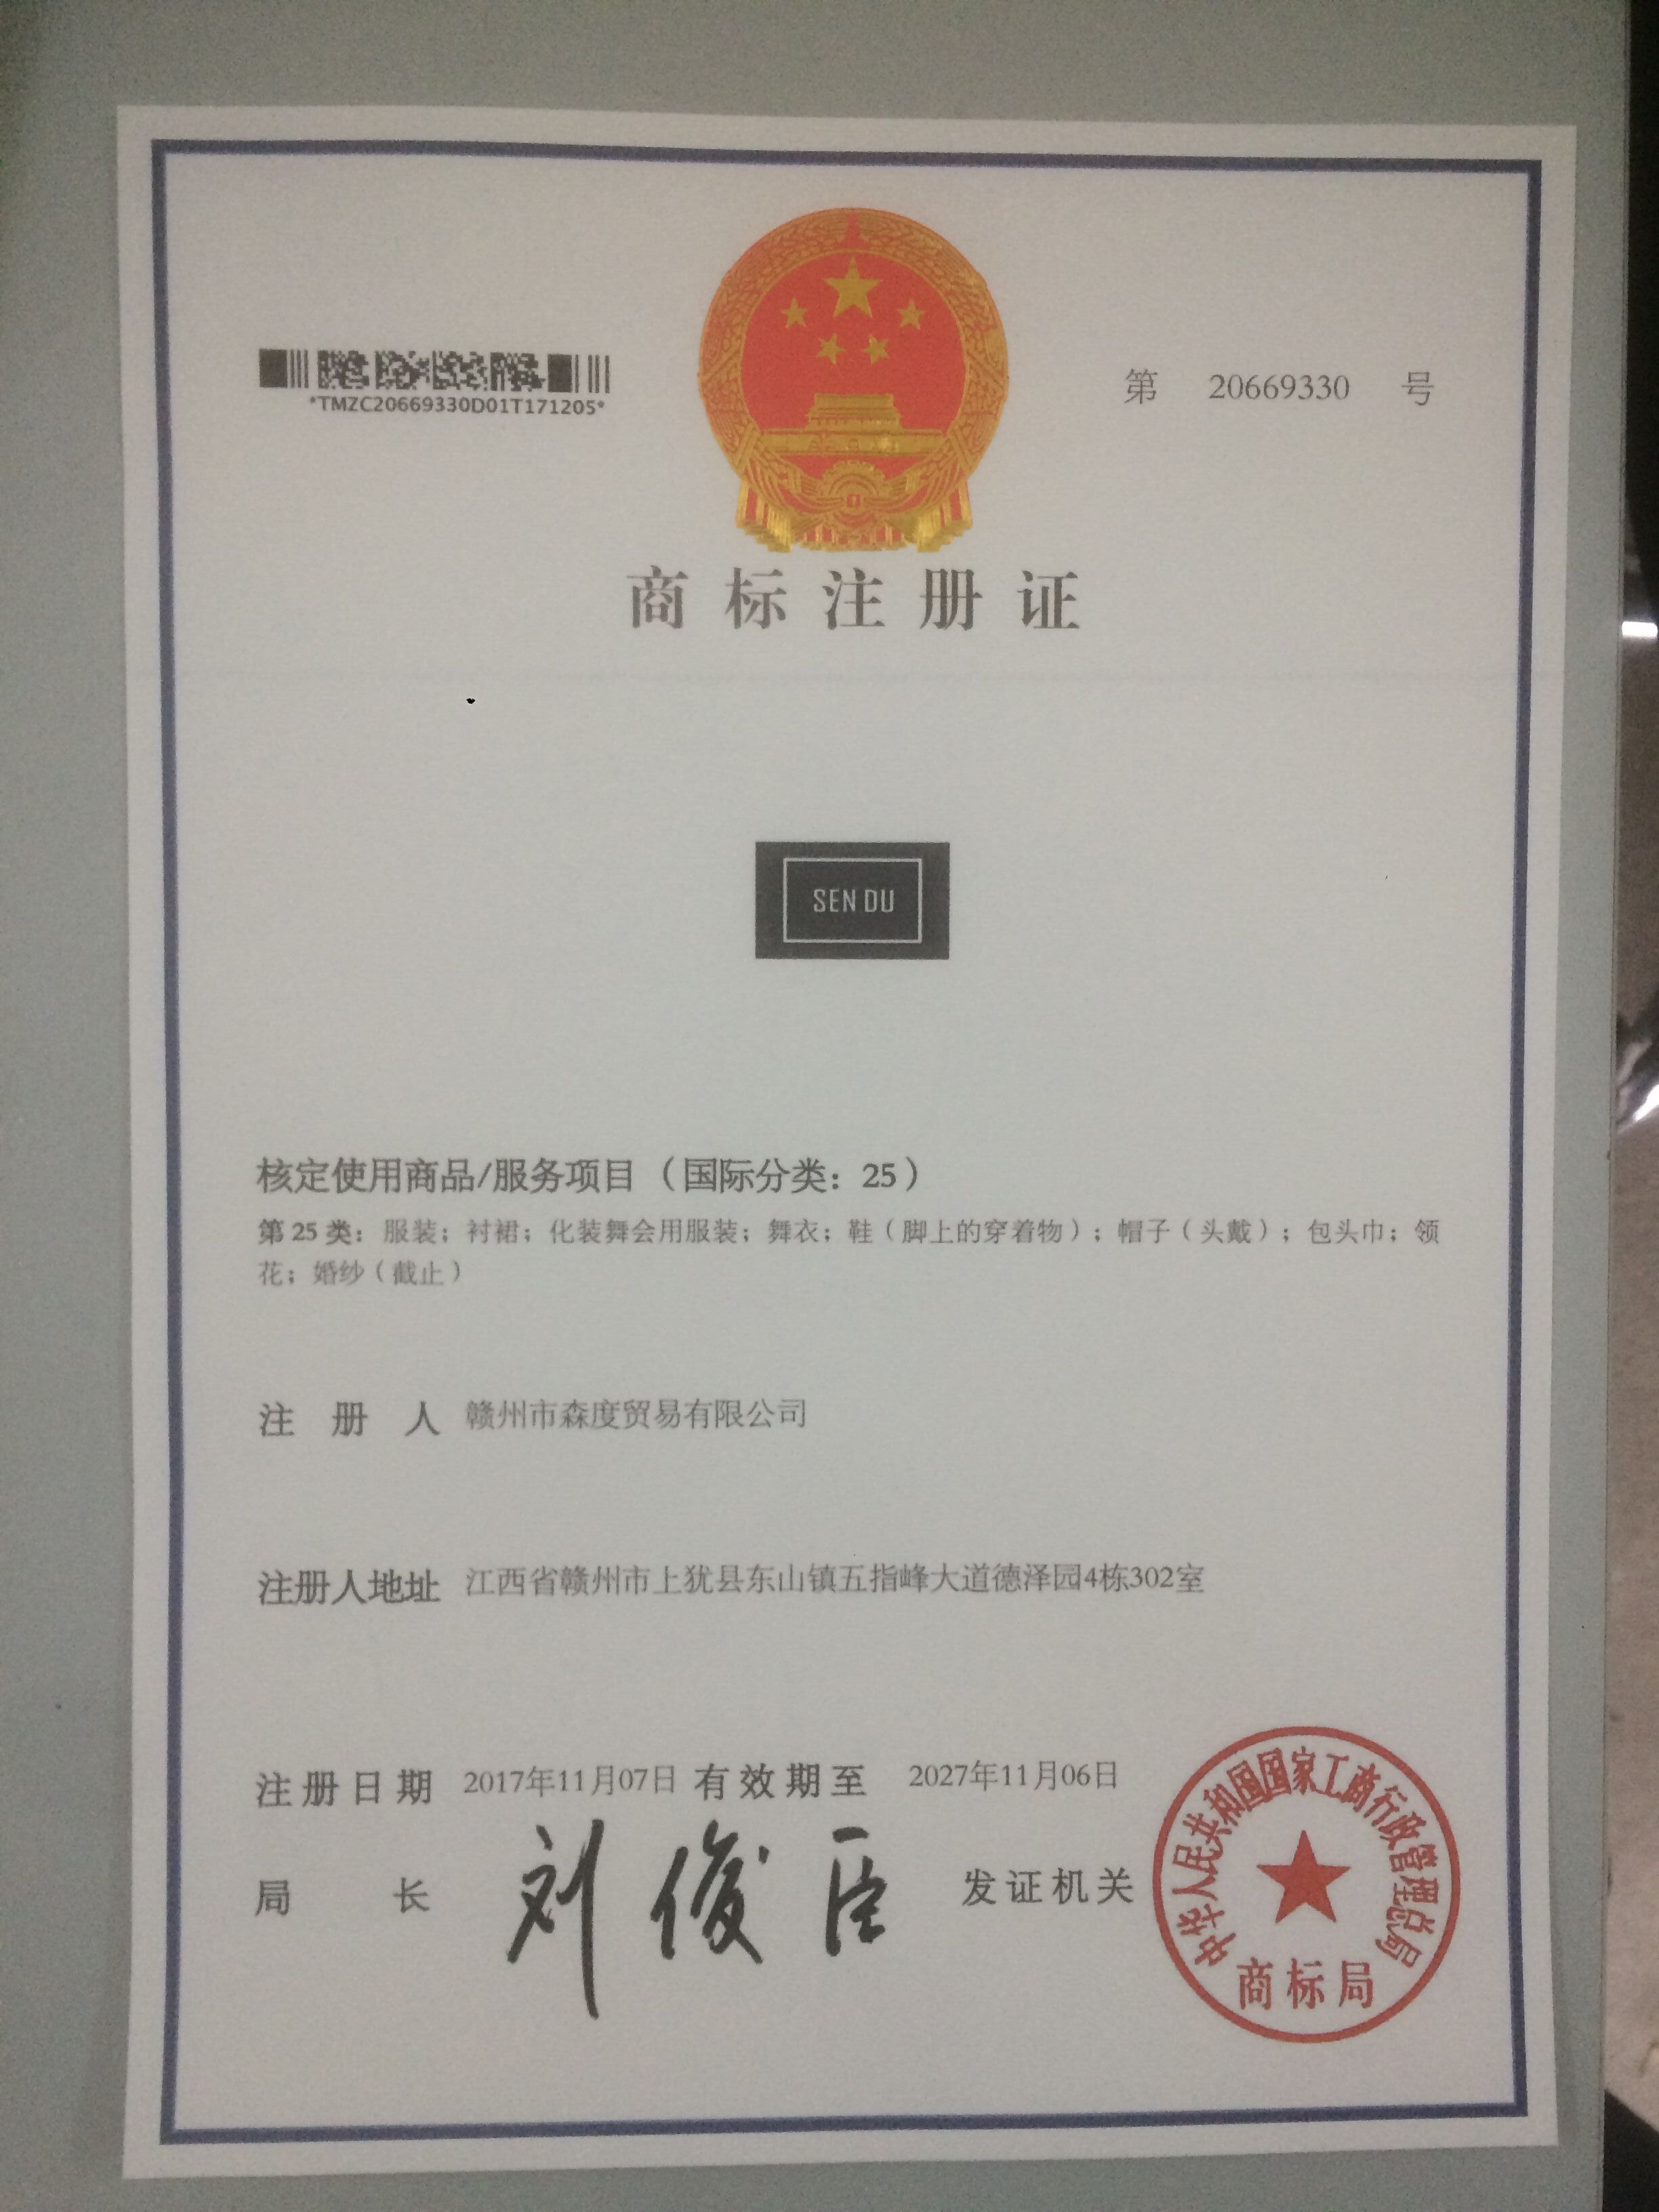 *TMZC20669330D01T171205*
第 20669330 号
商标注册证
SEN DU
核定使用商品/服务项目（国际分类：25）
第25类：服装；衬裙；化装舞会用服装；舞衣；鞋（脚上的穿着物）；帽子（头戴）；包头巾；领
花；婚纱（截止）
注册人 赣州市森度贸易有限公司
注册人地址 江西省赣州市上犹县东山镇五指峰大道德泽园4栋302室
注册日期 2017年11月07日 有效期至 2027年11月06日
局长 刘俊臣 发证机关
中华人民共和国国家工商行政管理总局
商标局